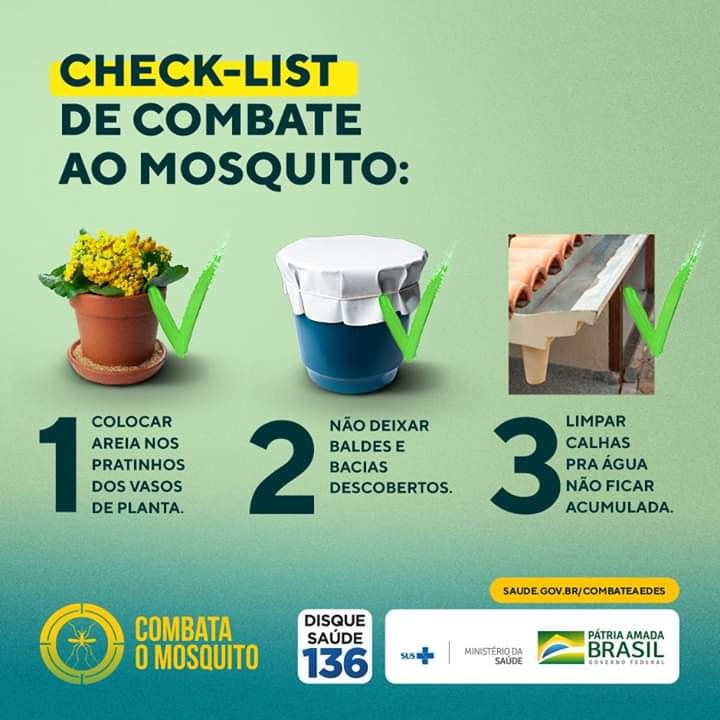 CHECK-LIST
DE COMBATE
AO MOSQUITO:
1
COLOCAR
AREIA NOS
PRATINHOS
DOS VASOS
DE PLANTA.
2
NÃO DEIXAR
BALDES E
BACIAS
DESCOBERTOS.
3
LIMPAR
CALHAS
PRA ÁGUA
NÃO FICAR
ACUMULADA.
SAUDE.GOV.BR/COMBATEAEDES
COMBATA
O MOSQUITO
DISQUE
SAÚDE
136
SUS
MINISTÉRIO DA
SAÚDE
PÁTRIA AMADA
BRASIL
GOVERNO FEDERAL